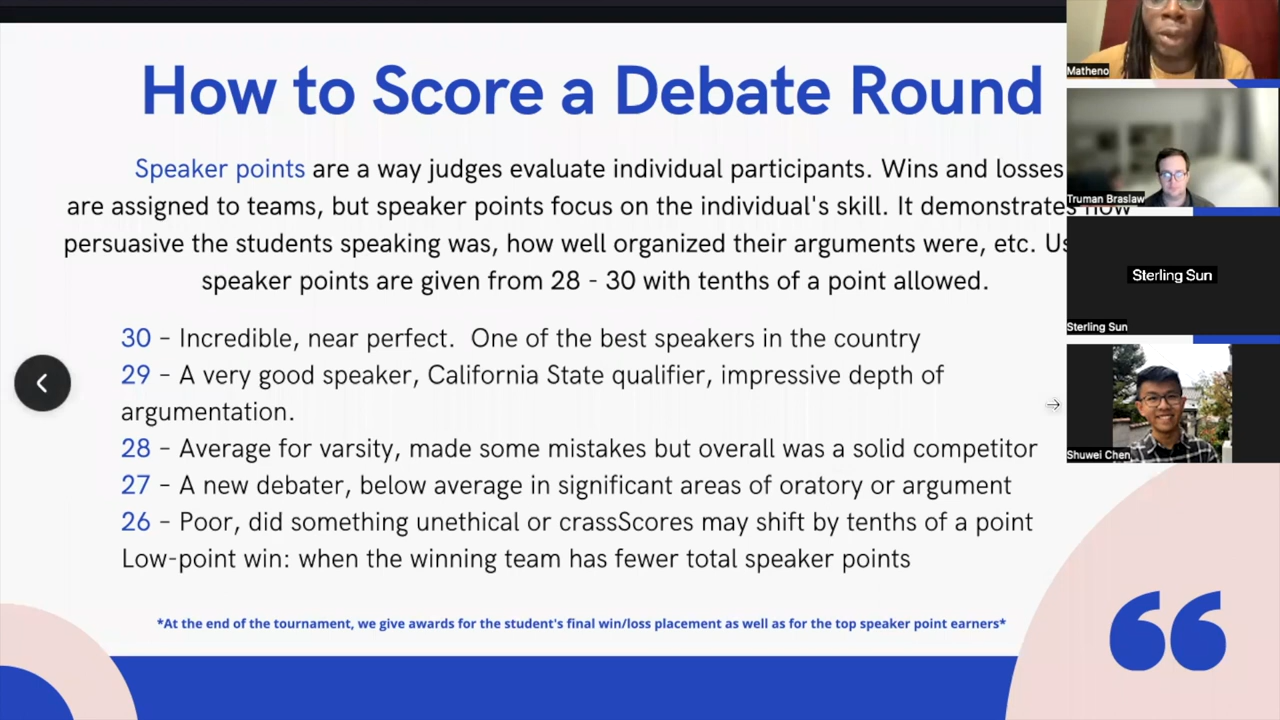 How to Score a Debate Round
Speaker points are a way judges evaluate individual participants. Wins and losses
are assigned to teams, but speaker points focus on the individual's skill. It demonstrates how
persuasive the students speaking was, how well organized their arguments were, etc.
speaker points are given from 28 - 30 with tenths of a point allowed.
30 - Incredible, near perfect. One of the best speakers in the country
29 - A very good speaker, California State qualifier, impressive depth of
argumentation.
28 - Average for varsity, made some mistakes but overall was a solid competitor
27 - A new debater, below average in significant areas of oratory or argument
26 - Poor, did something unethical or crassScores may shift by tenths of a point
Low-point win: when the winning team has fewer total speaker points
*At the end of the tournament, we give awards for the student's final win/loss placement as well as for the top speaker point earners*
Matheno
Truman Braslaw
Sterling Sun
Sterling Sun
Shuwei Chen